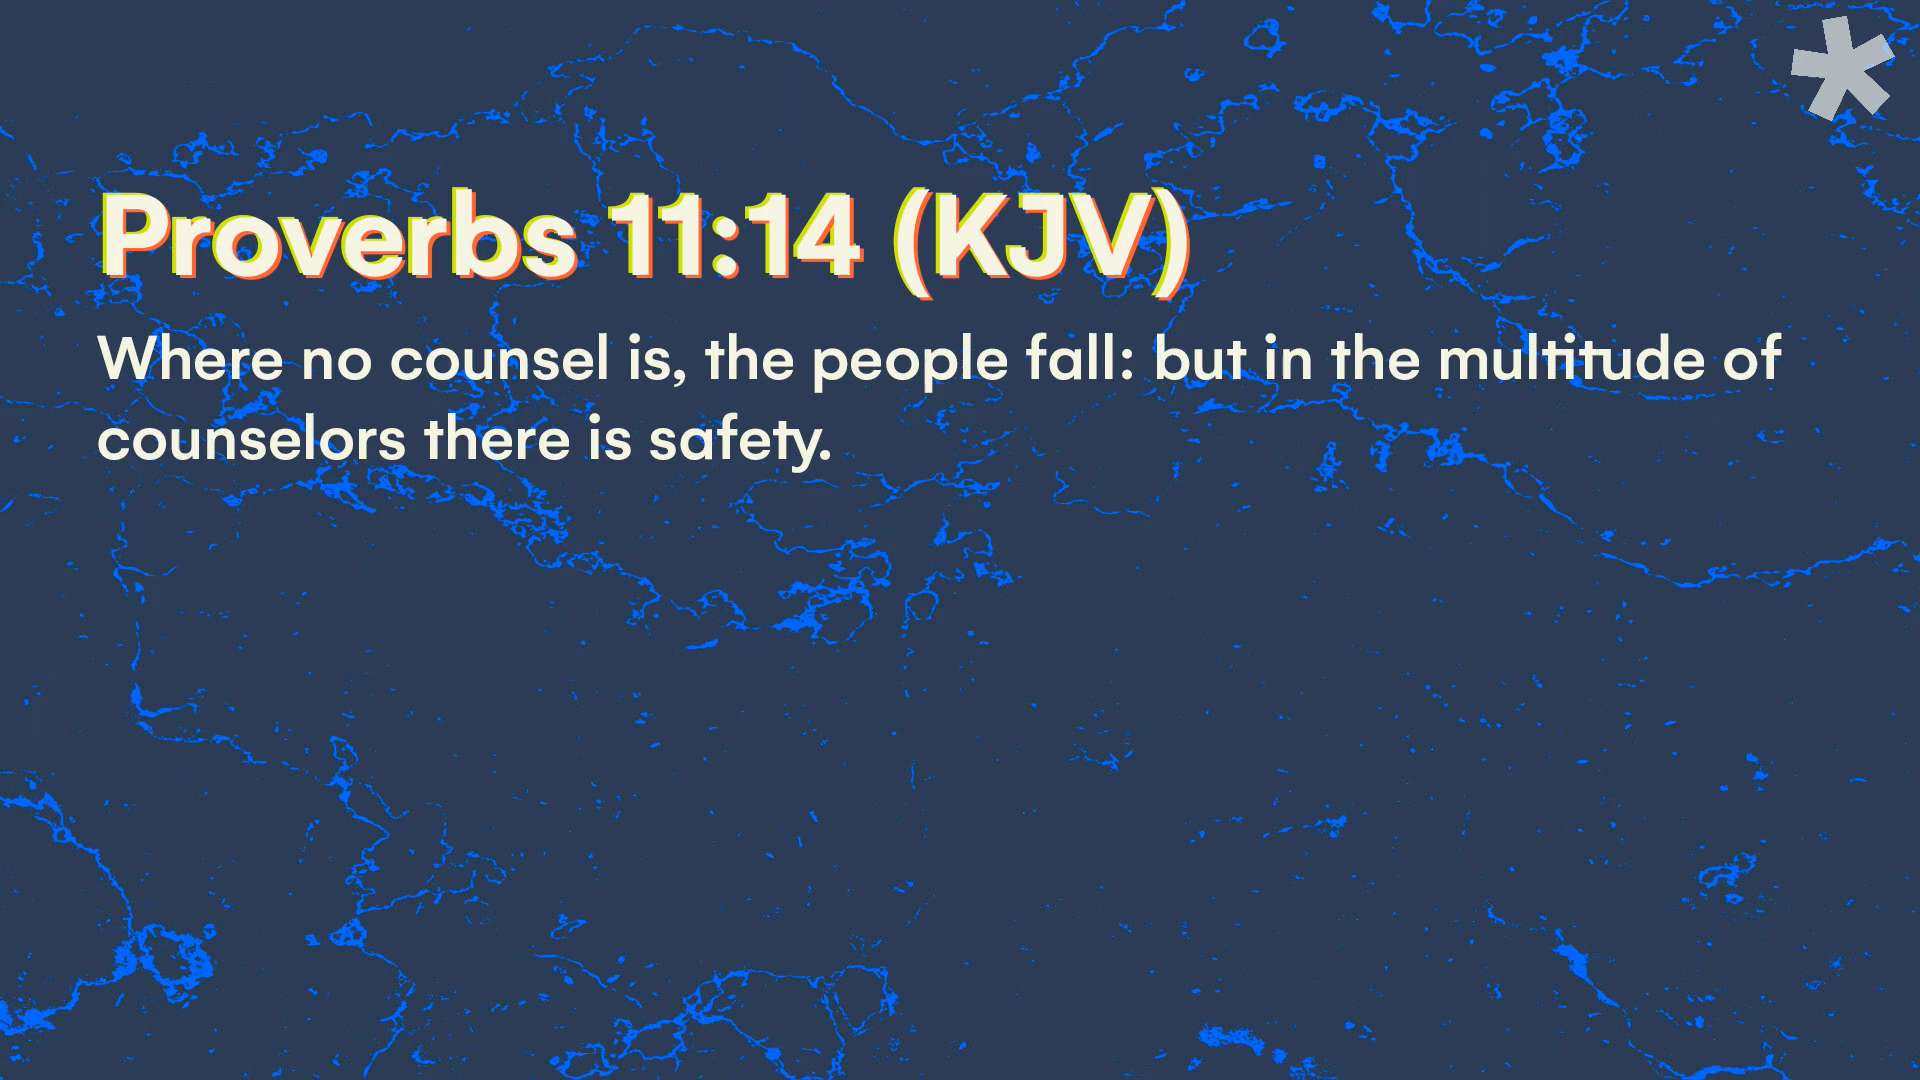 Proverbs 11:14 (KJV)
Where no counsel is, the people fall: but in the multitude of
counselors there is safety.